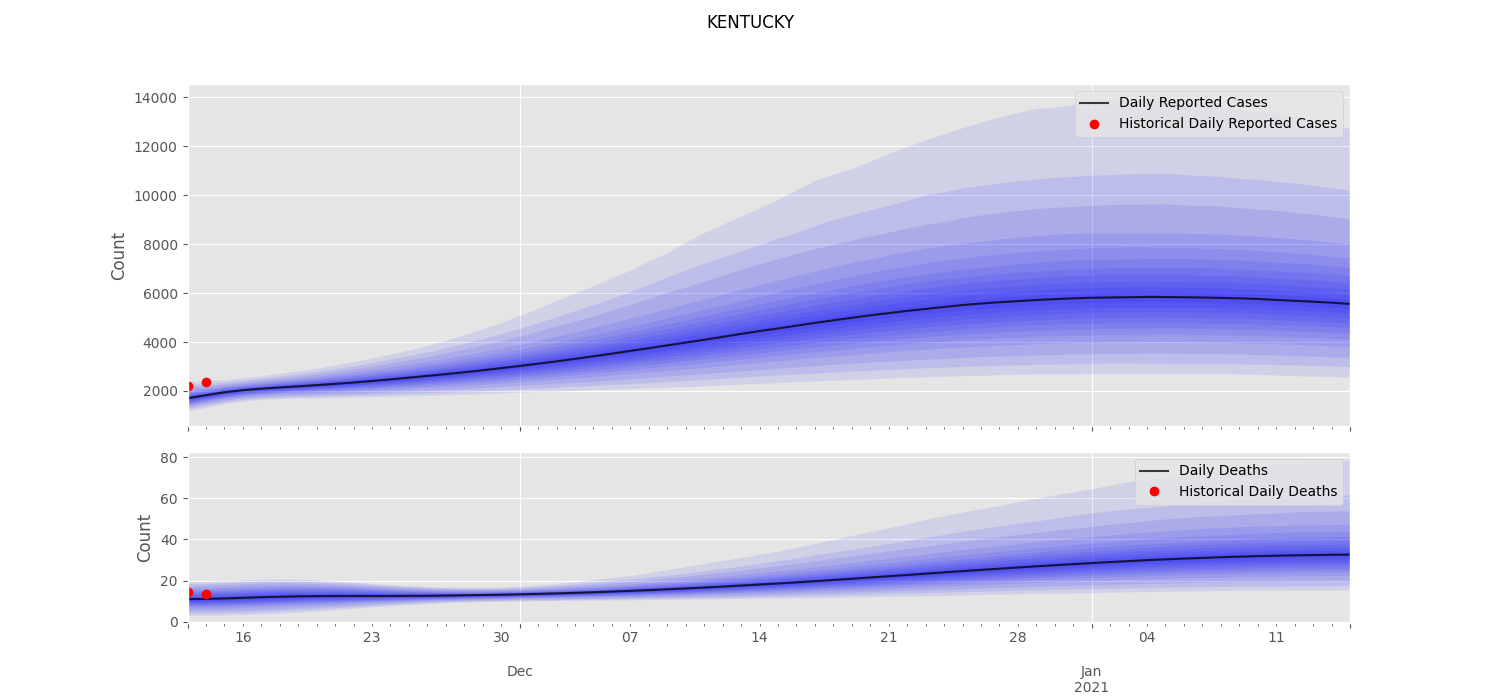 KENTUCKY
14000
12000
10000
8000
6000
4000
2000
Count
Daily Reported Cases
Historical Daily Reported Cases
80
60
40
20
0
Count
Daily Deaths
Historical Daily Deaths
16 23 30 07 14 21 28 04 11
Dec Jan
2021